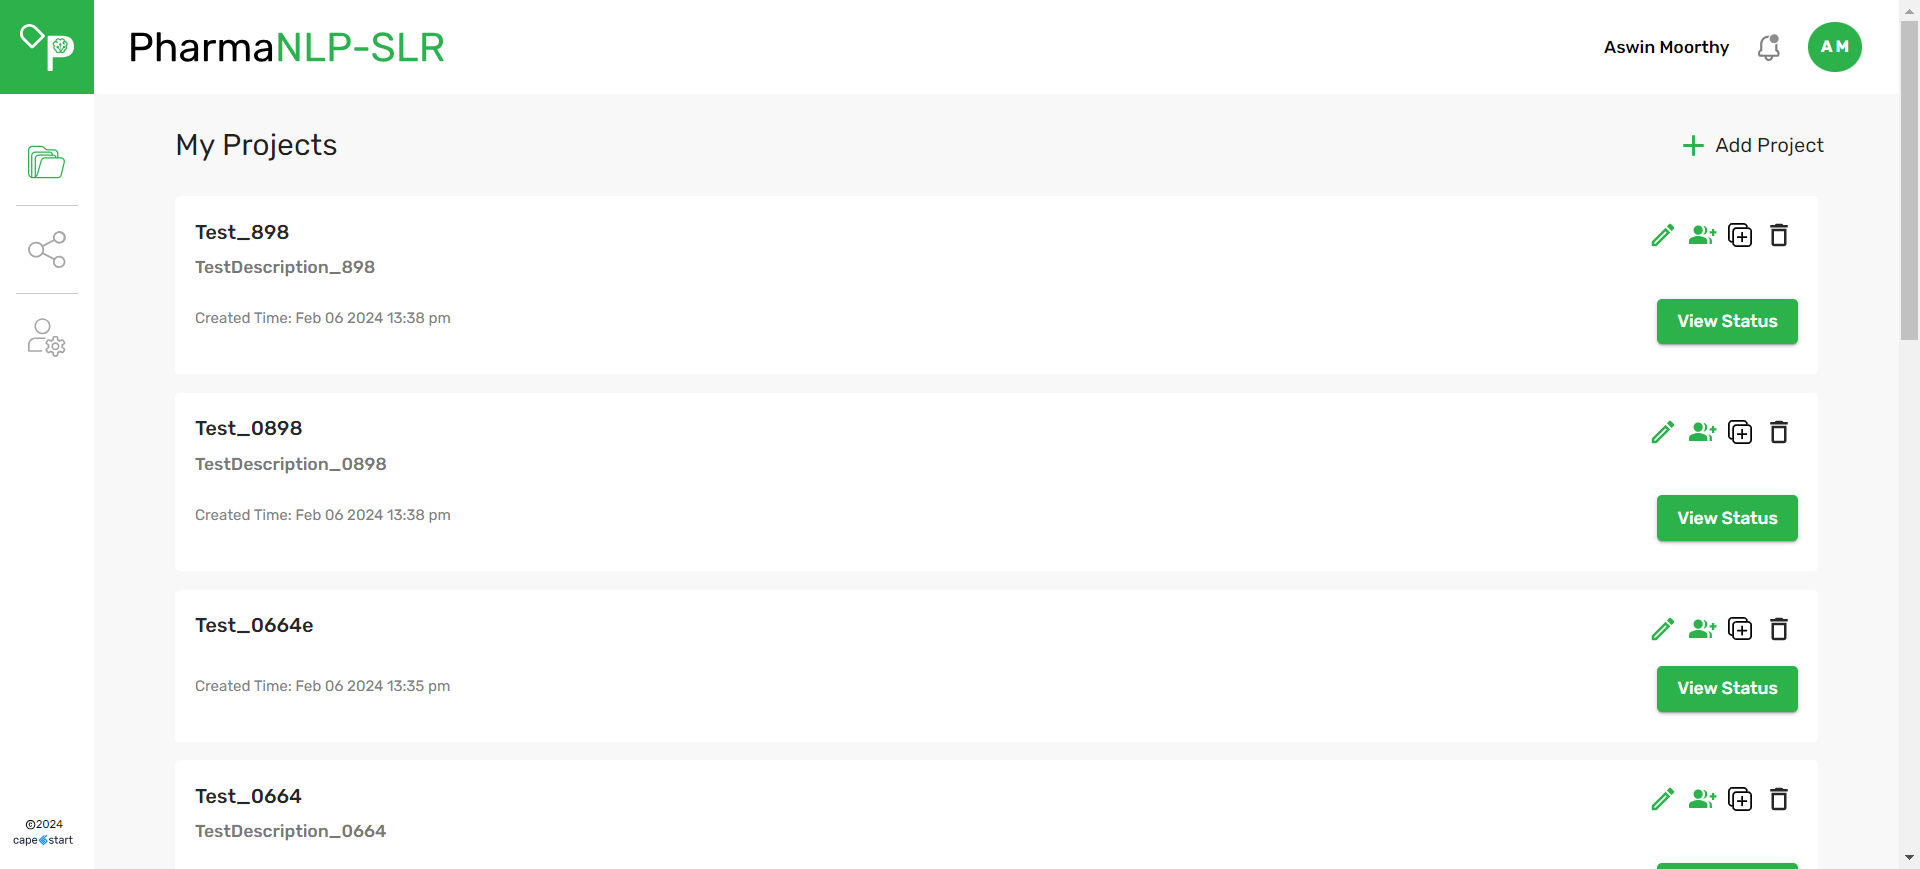 P
PharmaNLP-SLR
Aswin Moorthy
AM
My Projects
Add Project
Test_898
TestDescription_898
Created Time: Feb 06 2024 13:38 pm
View Status
Test_0898
TestDescription_0898
Created Time: Feb 06 2024 13:38 pm
View Status
Test_0664e
Created Time: Feb 06 2024 13:35 pm
View Status
Test_0664
TestDescription_0664
©2024
cape start